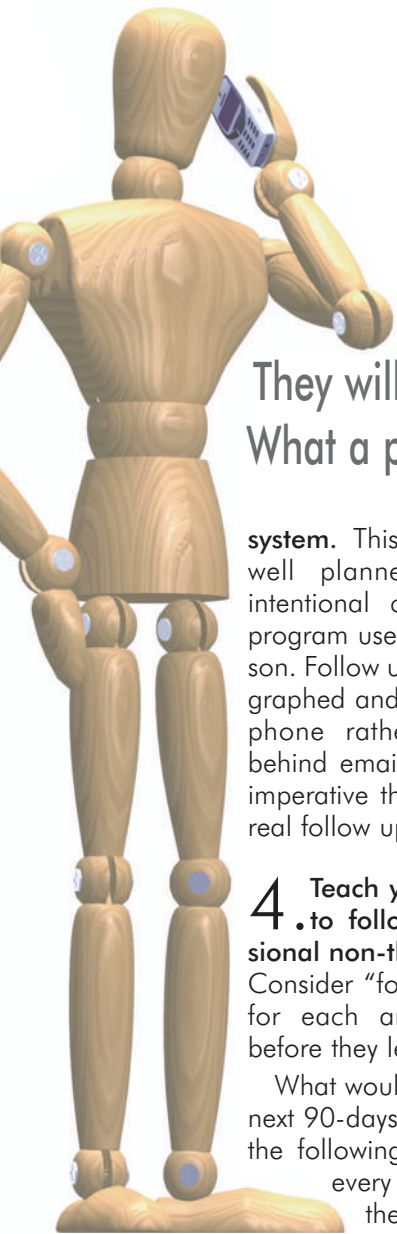 They will
What a p
system. This
well planne
intentional c
program use
son. Follow u
graphed and
phone rathe
behind emai
imperative th
real follow up
4. Teach y
to follo
sional non-th
Consider "fo
for each ar
before they le
What would
next 90-days
the following
every
the